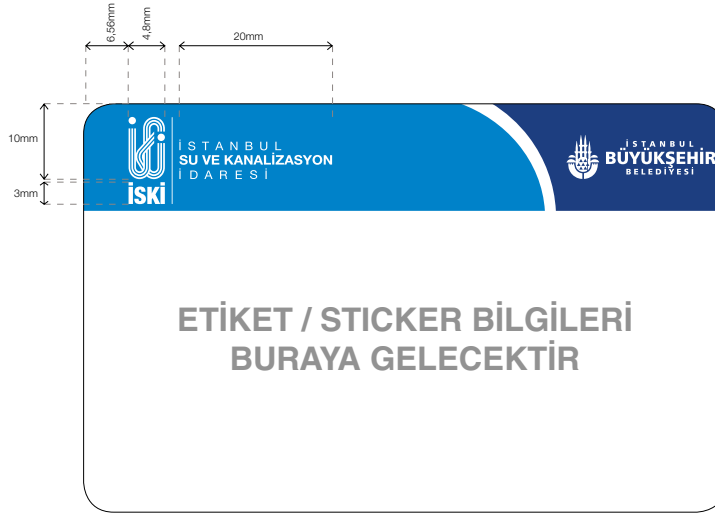 6,56mm
4,8mm
20mm
10mm
3mm
İSKİ
İSTANBUL
SU VE KANALİZASYON
İDARESİ
İSTANBUL
BÜYÜKŞEHİR
BELEDİYESİ
ETİKET / STICKER BİLGİLERİ
BURAYA GELECEKTİR